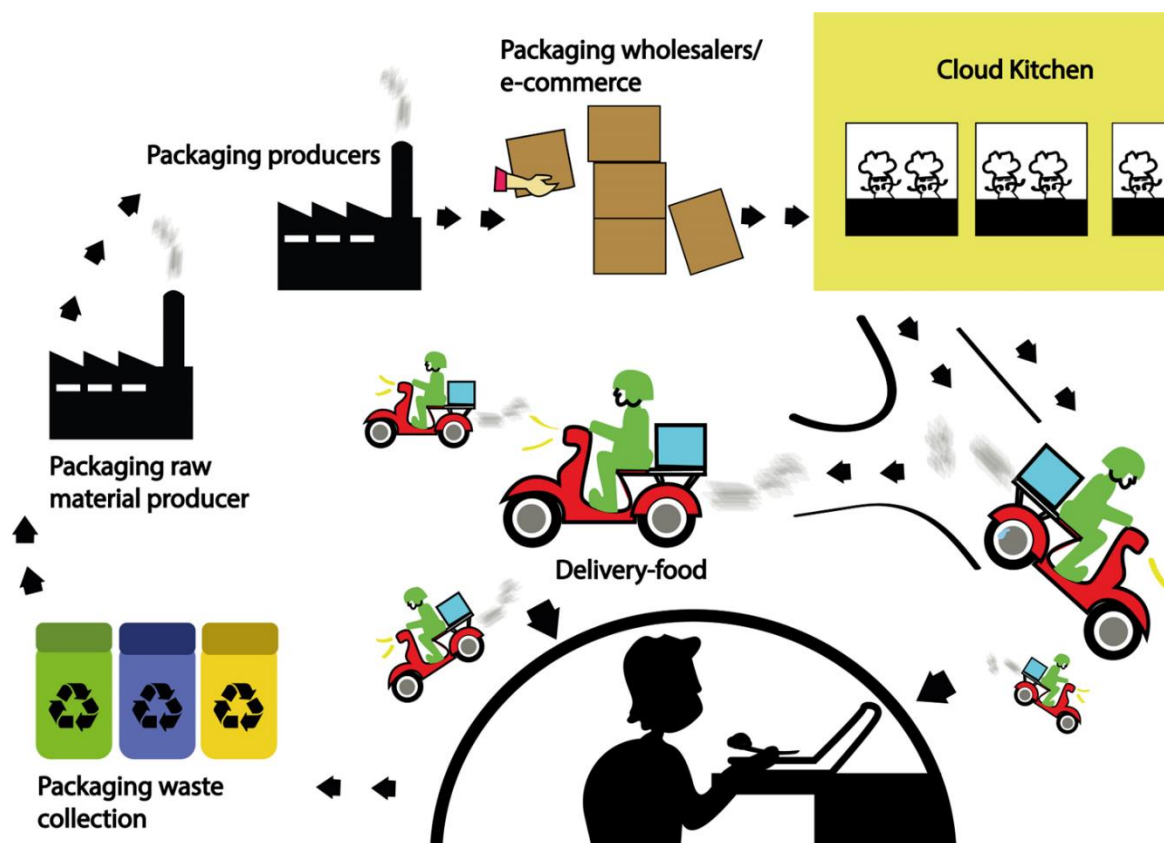 Packaging wholesalers/
e-commerce
Cloud Kitchen
Packaging producers
Packaging raw
material producer
Delivery-food
Packaging waste
collection